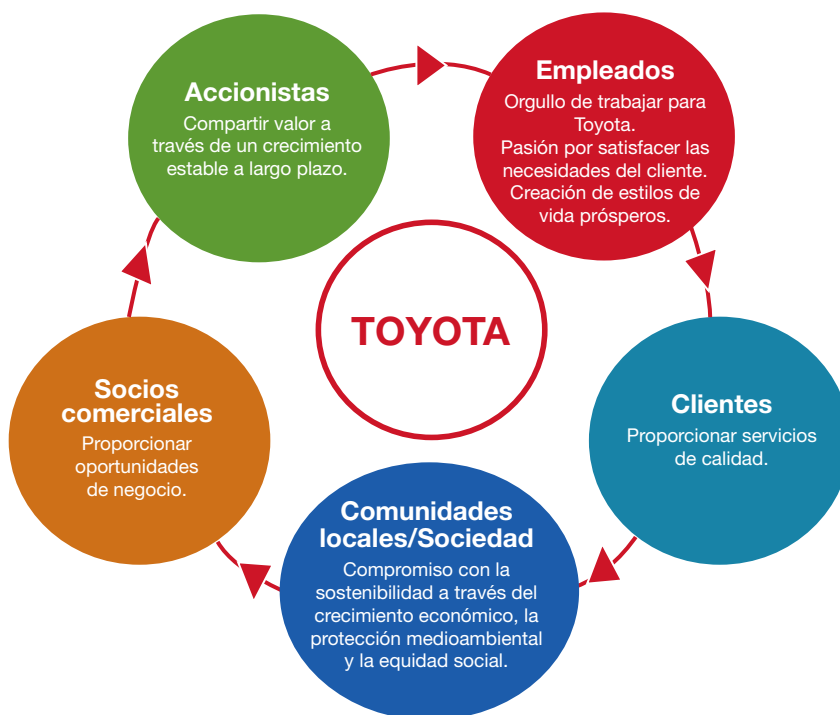 Accionistas
Compartir valor a
través de un crecimiento
estable a largo plazo.
Empleados
Orgullo de trabajar para
Toyota.
Pasión por satisfacer las
necesidades del cliente.
Creación de estilos de
vida prósperos.
TOYOTA
Socios
comerciales
Proporcionar
oportunidades
de negocio.
Clientes
Proporcionar servicios
de calidad.
Comunidades
locales/Sociedad
Compromiso con la
sostenibilidad a través del
crecimiento económico, la
protección medioambiental
y la equidad social.